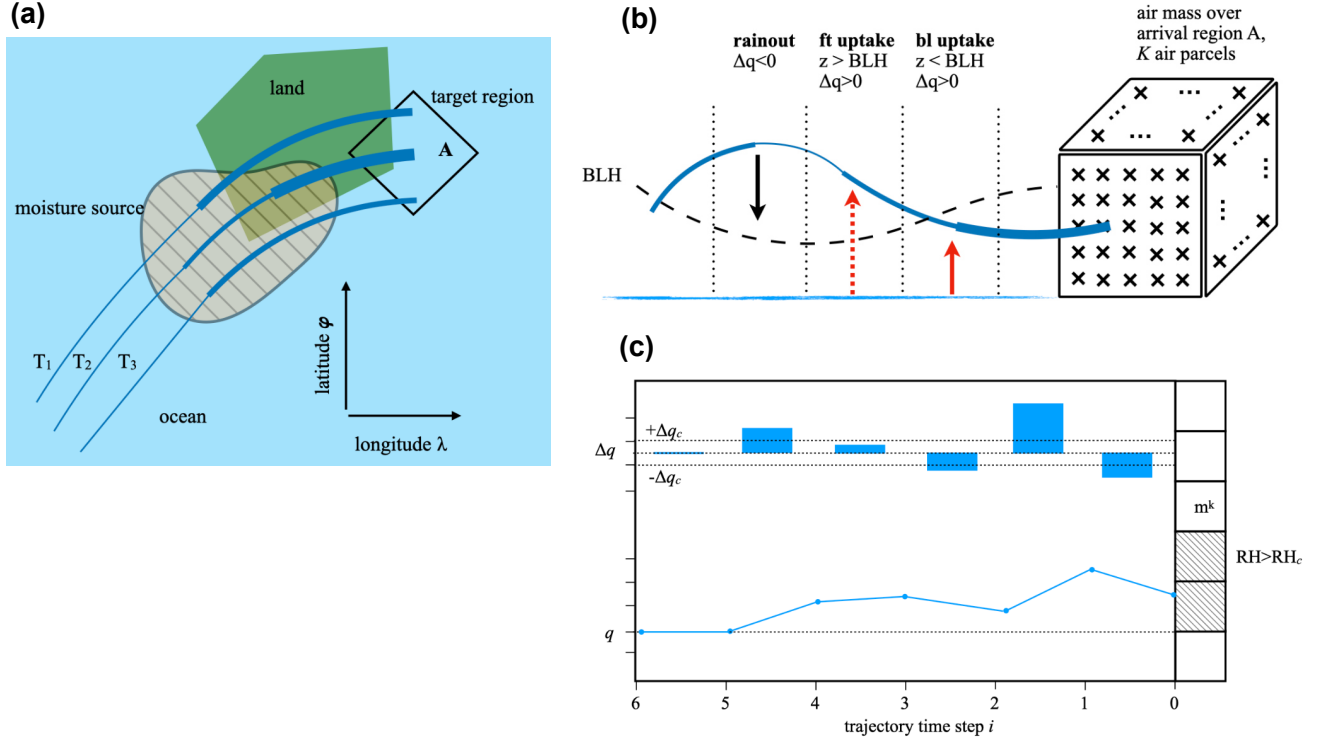 (a)
land
target region
A
moisture source
T1
T2
T3
latitude φ
ocean
longitude λ
(b)
air mass over
arrival region A,
K air parcels
rainout
Δq<0
ft uptake
z > BLH
Δq>0
bl uptake
z < BLH
Δq>0
BLH
(c)
+Δqc
Δq
-Δqc
mk
RH>RHc
q
6 5 4 3 2 1 0
trajectory time step i